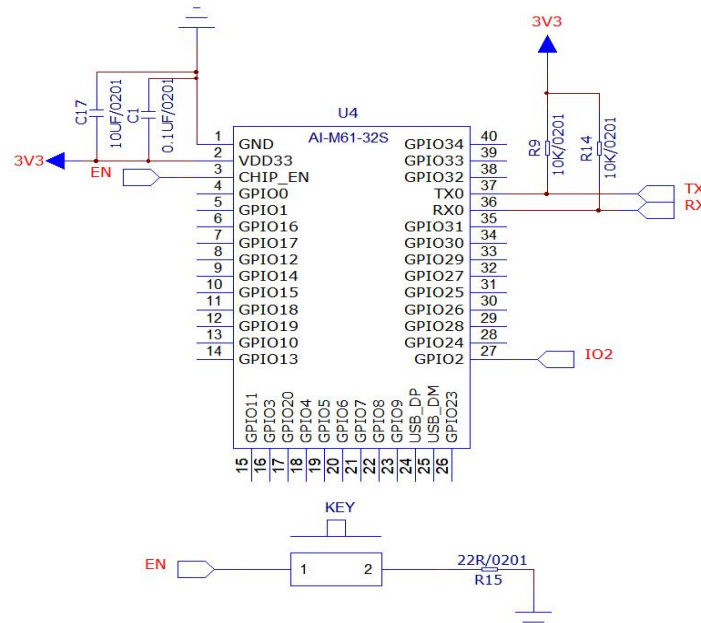 3V3
C17
10UF/0201
C1
0.1UF/0201
3V3
EN
U4
AI-M61-32S
1 GND
2 VDD33
3 CHIP_EN
4 GPIO0
5 GPIO1
6 GPIO16
7 GPIO17
8 GPIO12
9 GPIO14
10 GPIO15
11 GPIO18
12 GPIO19
13 GPIO10
14 GPIO13
GPIO34 40
GPIO33 39
GPIO32 38
TX0 37
RX0 36
GPIO31 35
GPIO30 34
GPIO29 33
GPIO27 32
GPIO25 31
GPIO26 30
GPIO28 29
GPIO24 28
GPIO2 27
R9
10K/0201
R14
10K/0201
TX
RX
IO2
GPIO11 15
GPIO3 16
GPIO20 17
GPIO4 18
GPIO5 19
GPIO6 20
GPIO7 21
GPIO8 22
GPIO9 23
USB_DP 24
USB_DM 25
GPIO23 26
KEY
EN
1 2
22R/0201
R15